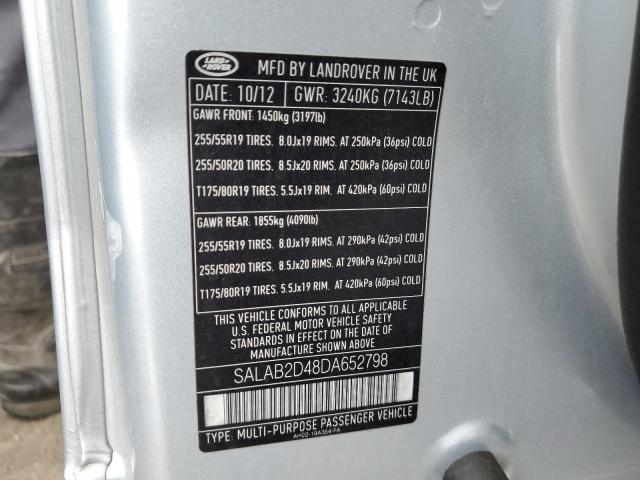 LAND ROVER
MFD BY LANDROVER IN THE UK
DATE: 10/12 GWR: 3240KG (7143LB)
GAWR FRONT: 1450kg (3197lb)
255/55R19 TIRES. 8.0Jx19 RIMS. AT 250kPa (36psi) COLD
255/50R20 TIRES. 8.5Jx20 RIMS. AT 250kPa (36psi) COLD
T175/80R19 TIRES. 5.5Jx19 RIM. AT 420kPa (60psi) COLD
GAWR REAR: 1855kg (4090lb)
255/55R19 TIRES. 8.0Jx19 RIMS. AT 290kPa (42psi) COLD
255/50R20 TIRES. 8.5Jx20 RIMS. AT 290kPa (42psi) COLD
T175/80R19 TIRES. 5.5Jx19 RIM. AT 420kPa (60psi) COLD
THIS VEHICLE CONFORMS TO ALL APPLICABLE
U.S. FEDERAL MOTOR VEHICLE SAFETY
STANDARDS IN EFFECT ON THE DATE OF
MANUFACTURE SHOWN ABOVE
SALAB2D48DA652798
TYPE: MULTI-PURPOSE PASSENGER VEHICLE
AH22-19A354-FA